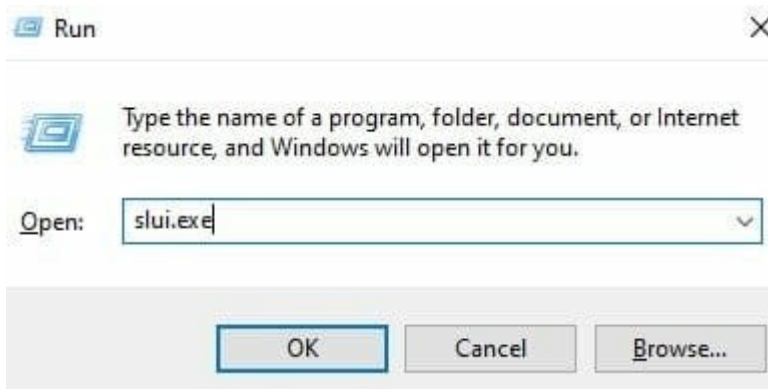 Run
Type the name of a program, folder, document, or Internet
resource, and Windows will open it for you.
Open: slui.exe
OK Cancel Browse...